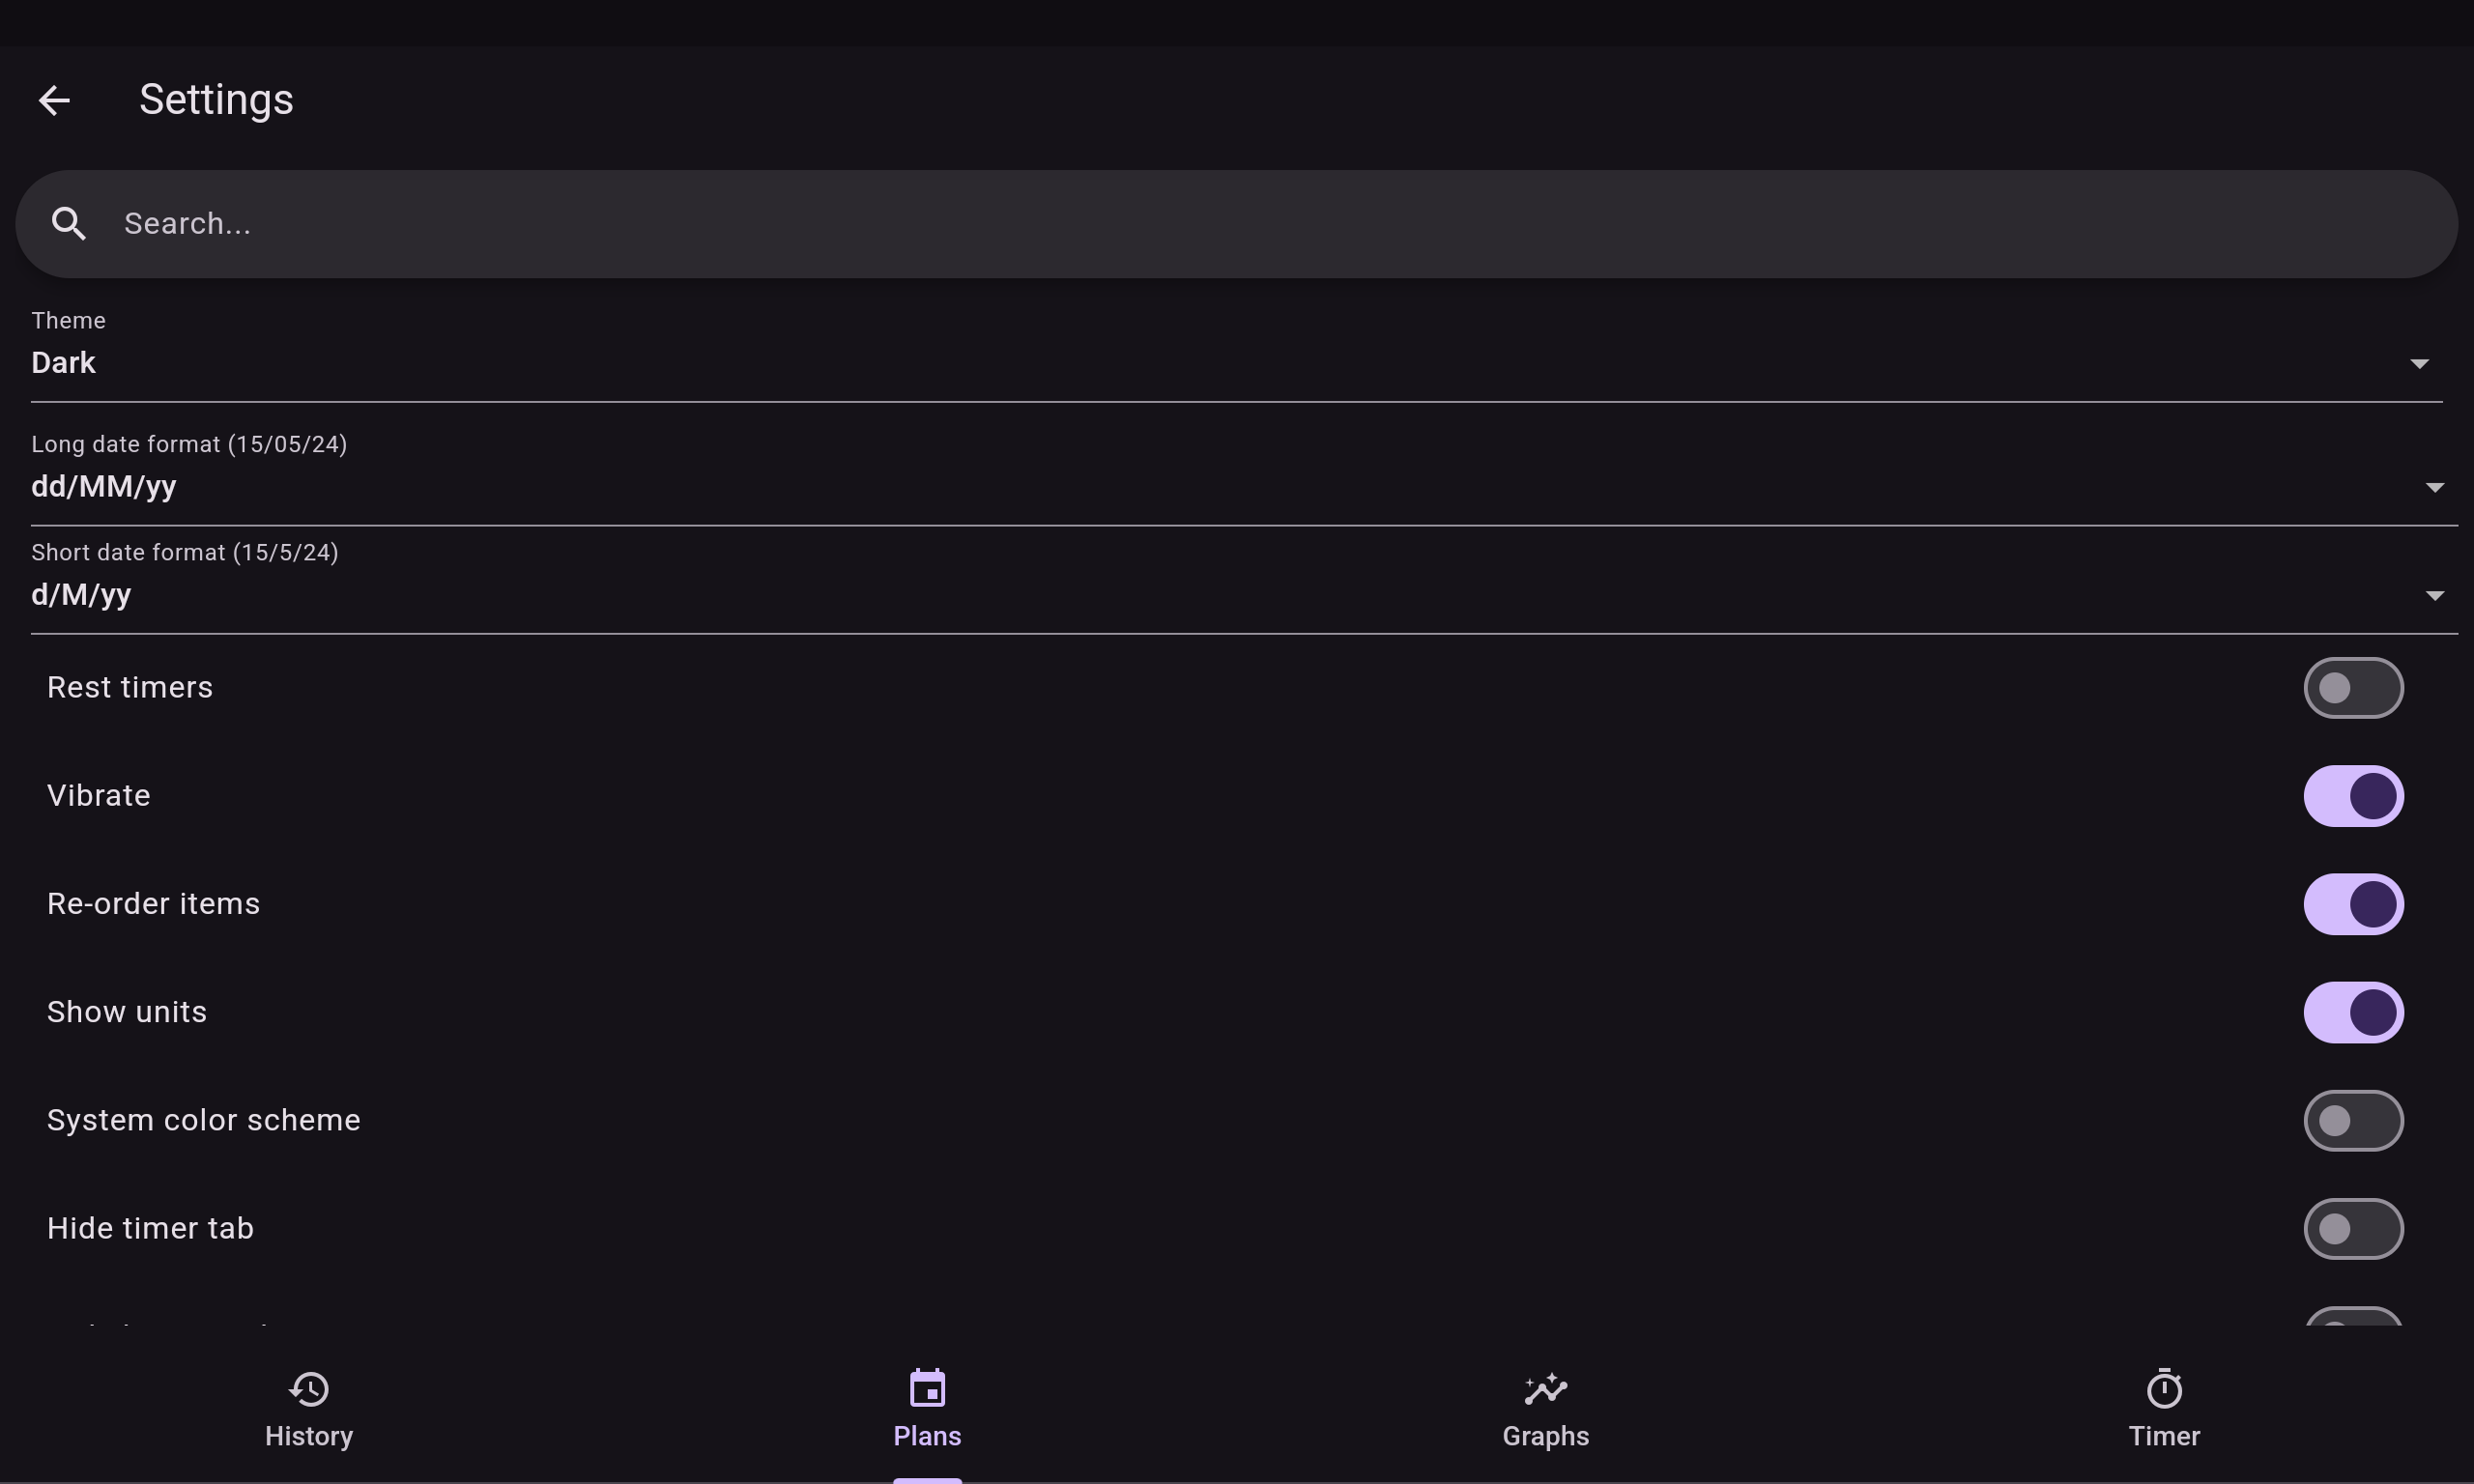 Settings
Search...
Theme
Dark
Long date format (15/05/24)
dd/MM/yy
Short date format (15/5/24)
d/M/yy
Rest timers
Vibrate
Re-order items
Show units
System color scheme
Hide timer tab
History
Plans
Graphs
Timer